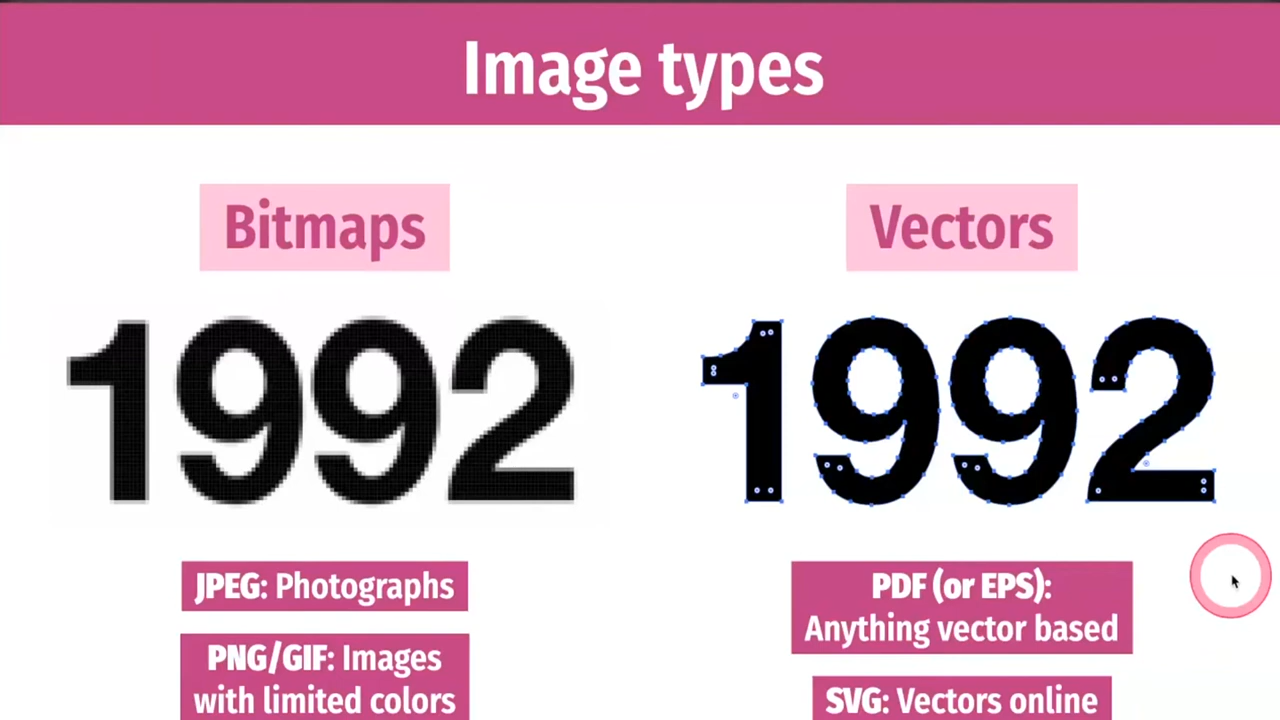 Image types
Bitmaps
1992
JPEG: Photographs
PNG/GIF: Images
with limited colors
Vectors
1992
PDF (or EPS):
Anything vector based
SVG: Vectors online